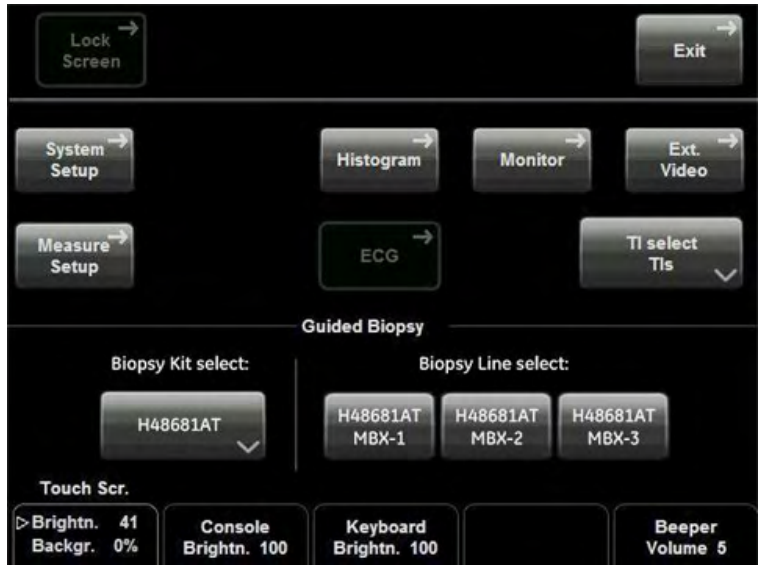 Lock
Screen
Exit
System
Setup
Histogram
Monitor
Ext.
Video
Measure
Setup
ECG
TI select
TIs
Guided Biopsy
Biopsy Kit select:
Biopsy Line select:
H48681AT
H48681AT
MBX-1
H48681AT
MBX-2
H48681AT
MBX-3
Touch Scr.
Brightn. 41
Backgr. 0%
Console
Brightn. 100
Keyboard
Brightn. 100
Beeper
Volume 5